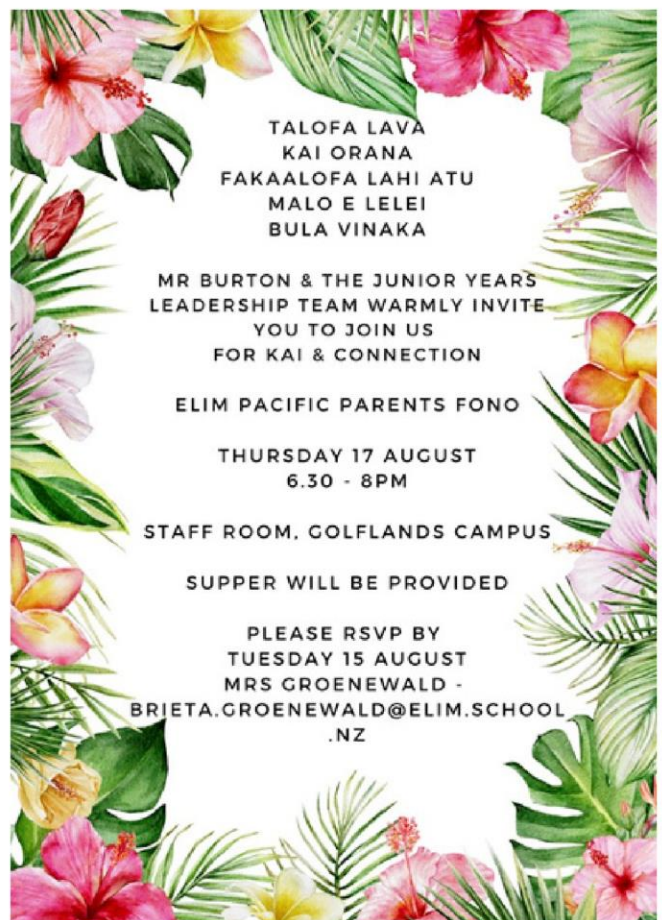 TALOFA LAVA
KAI ORANA
FAKAALOFA LAHI ATU
MALO E LELEI
BULA VINAKA
MR BURTON & THE JUNIOR YEARS
LEADERSHIP TEAM WARMLY INVITE
YOU TO JOIN US
FOR KAI & CONNECTION
ELIM PACIFIC PARENTS FONO
THURSDAY 17 AUGUST
6.30 - 8PM
STAFF ROOM, GOLFLANDS CAMPUS
SUPPER WILL BE PROVIDED
PLEASE RSVP BY
TUESDAY 15 AUGUST
MRS GROENEWALD -
BRIETA.GROENEWALD@ELIM.SCHOOL
.NZ